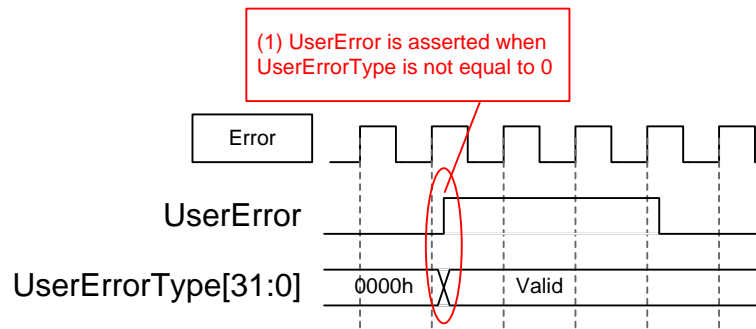 (1) UserError is asserted when
UserErrorType is not equal to 0
Error
UserError
UserErrorType[31:0]
0000h
Valid